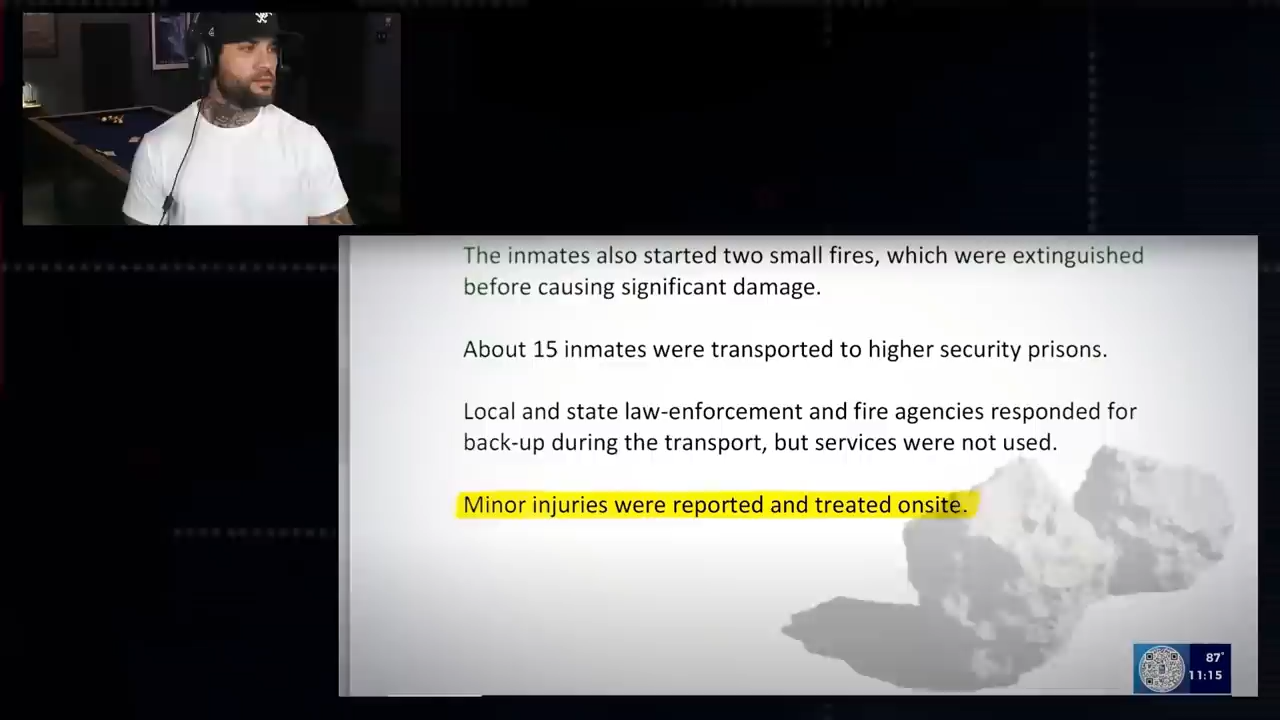 The inmates also started two small fires, which were extinguished
before causing significant damage.
About 15 inmates were transported to higher security prisons.
Local and state law-enforcement and fire agencies responded for
back-up during the transport, but services were not used.
Minor injuries were reported and treated onsite.
87°
11:15